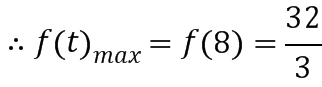 ∴ f(t)ₘₐₓ = f(8) = 32/3